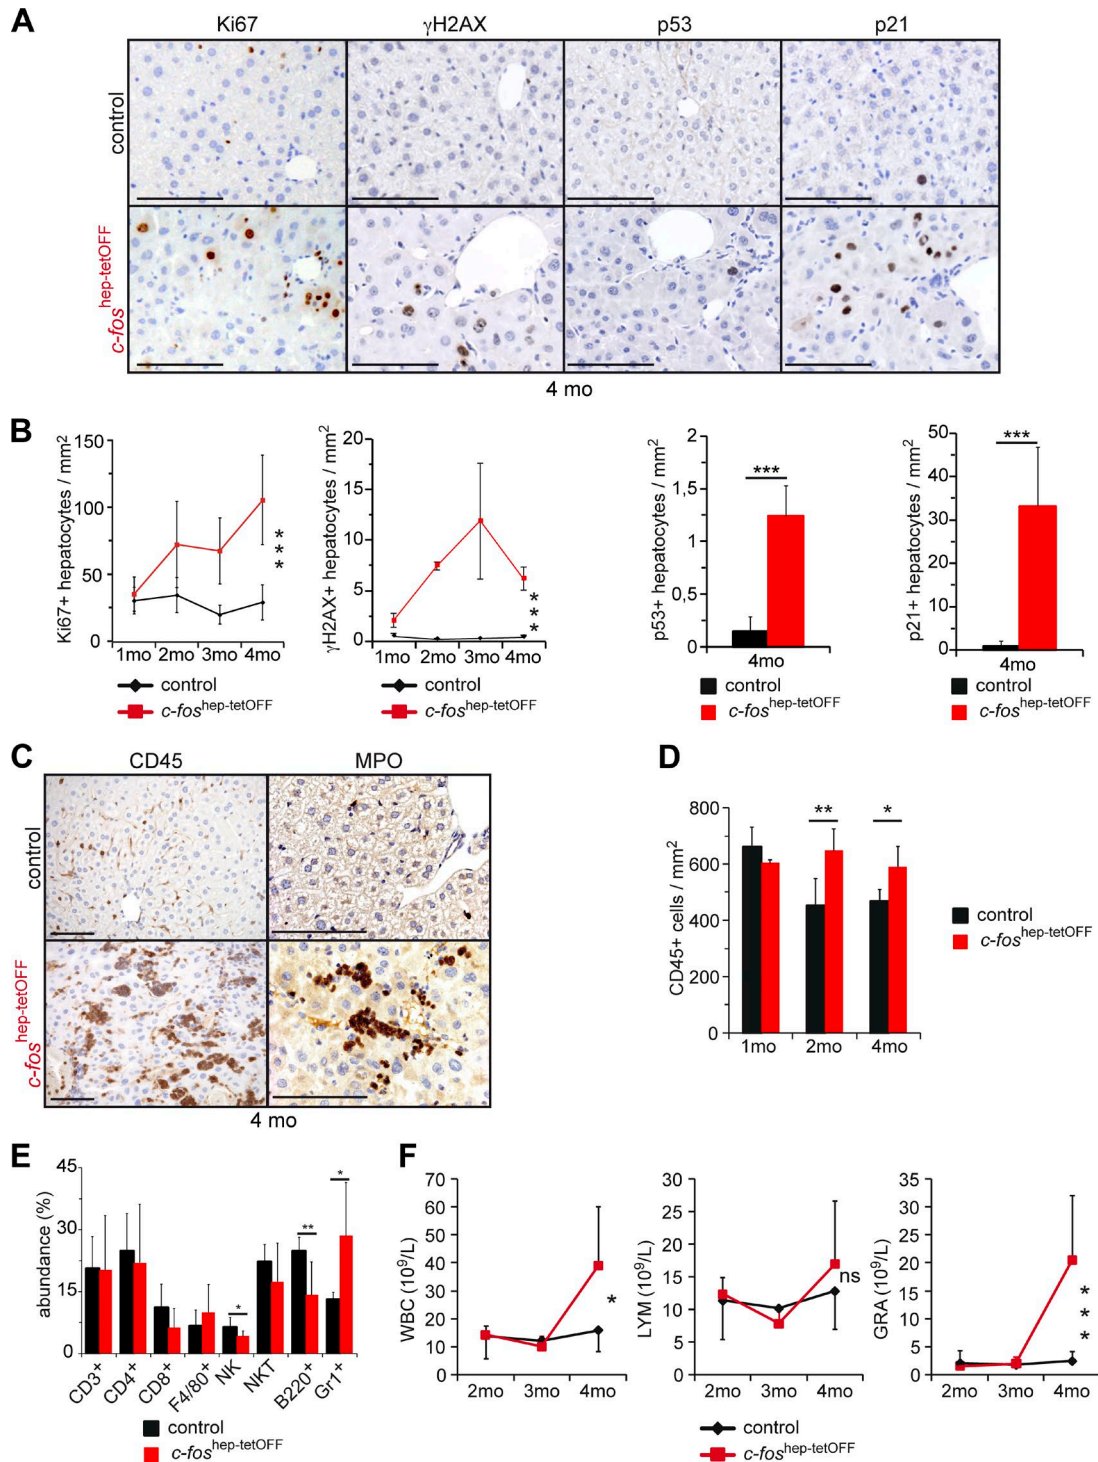 A
Ki67 γH2AX p53 p21
control
c-fos hep-tetOFF
4 mo
B
Ki67+ hepatocytes / mm2
150
100
50
0
1mo 2mo 3mo 4mo
***
control
c-fos hep-tetOFF
γH2AX+ hepatocytes / mm2
20
15
10
5
0
1mo 2mo 3mo 4mo
***
control
c-fos hep-tetOFF
p53+ hepatocytes / mm2
2
1,5
1
0,5
0
***
4mo
control
c-fos hep-tetOFF
p21+ hepatocytes / mm2
50
40
30
20
10
0
***
4mo
control
c-fos hep-tetOFF
C
CD45 MPO
control
c-fos hep-tetOFF
4 mo
D
CD45+ cells / mm2
800
600
400
200
0
** *
1mo 2mo 4mo
control
c-fos hep-tetOFF
E
abundance (%)
45
30
15
0
* ** *
CD3+ CD4+ CD8+ F4/80+ NK NKT B220+ Gr1+
control
c-fos hep-tetOFF
F
WBC (109/L)
70
60
50
40
30
20
10
0
*
2mo 3mo 4mo
LYM (109/L)
30
25
20
15
10
5
0
ns
2mo 3mo 4mo
GRA (109/L)
35
30
25
20
15
10
5
0
***
2mo 3mo 4mo
control
c-fos hep-tetOFF